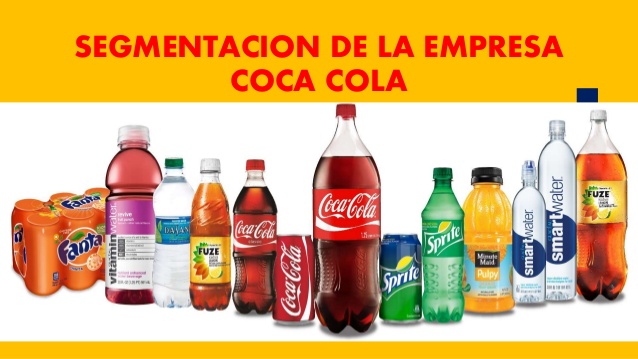 SEGMENTACION DE LA EMPRESA
COCA COLA
Fanta
vitaminwater
revive
DASANI
FUZE
Coca-Cola
Coca-Cola
Coca-Cola
Sprite
Sprite
Minute
Maid
Pulpy
smartwater
smartwater
FUZE